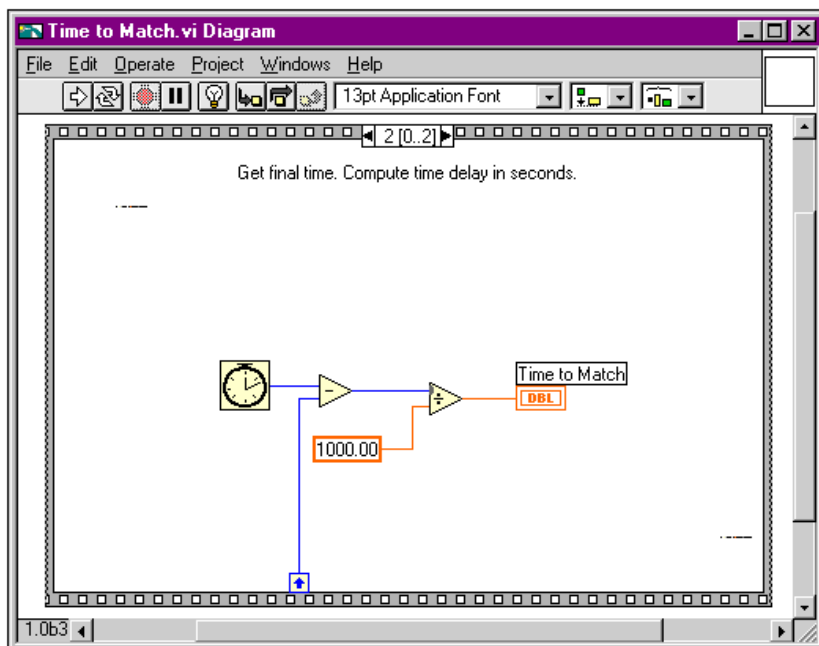 Time to Match.vi Diagram
File Edit Operate Project Windows Help
13pt Application Font
2 [0..2]
Get final time. Compute time delay in seconds.
Time to Match
DBL
1000.00
1.0b3